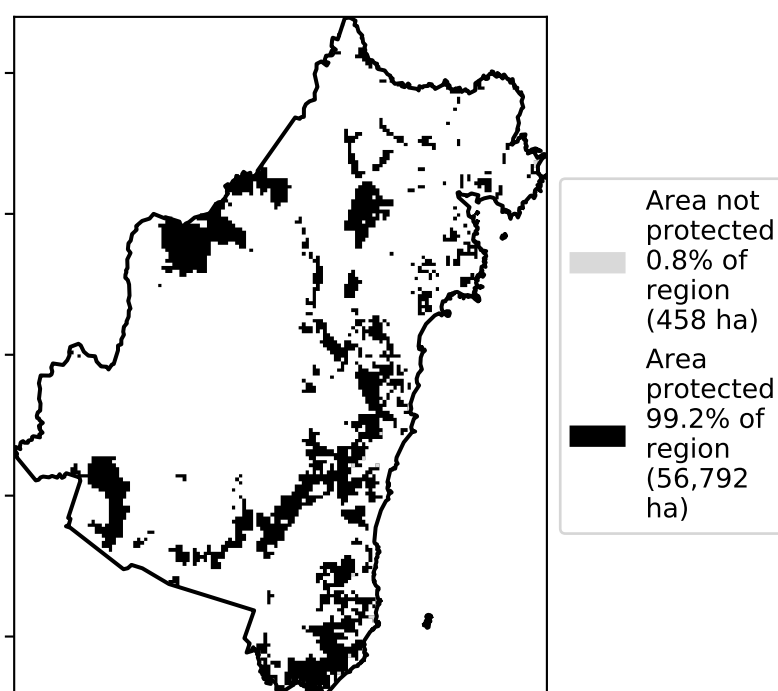 Area not
protected
0.8% of
region
(458 ha)
Area
protected
99.2% of
region
(56,792
ha)